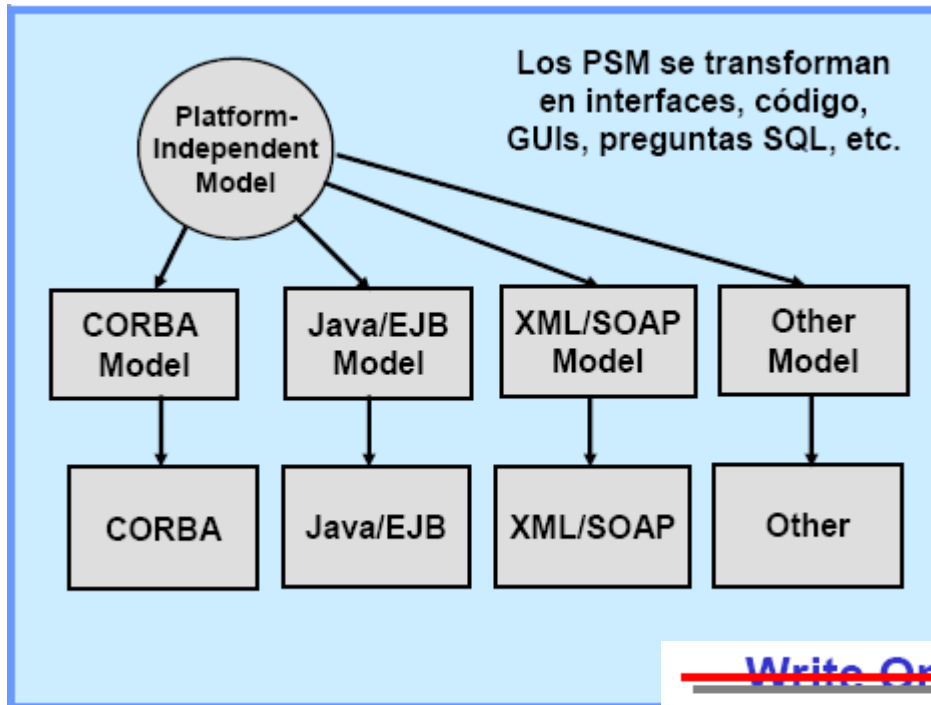 Platform-
Independent
Model
Los PSM se transforman
en interfaces, código,
GUIs, preguntas SQL, etc.
CORBA
Model
Java/EJB
Model
XML/SOAP
Model
Other
Model
CORBA
Java/EJB
XML/SOAP
Other
Write